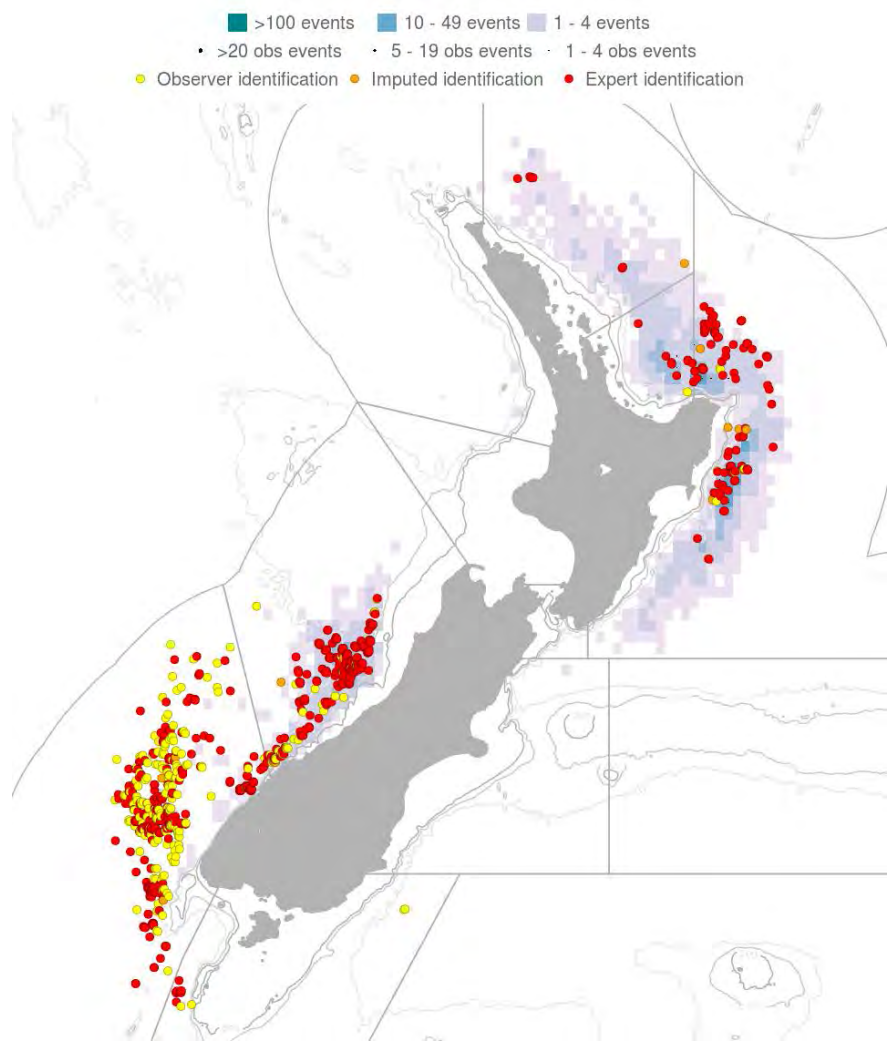 >100 events 10 - 49 events 1 - 4 events
>20 obs events 5 - 19 obs events 1 - 4 obs events
Observer identification Imputed identification Expert identification